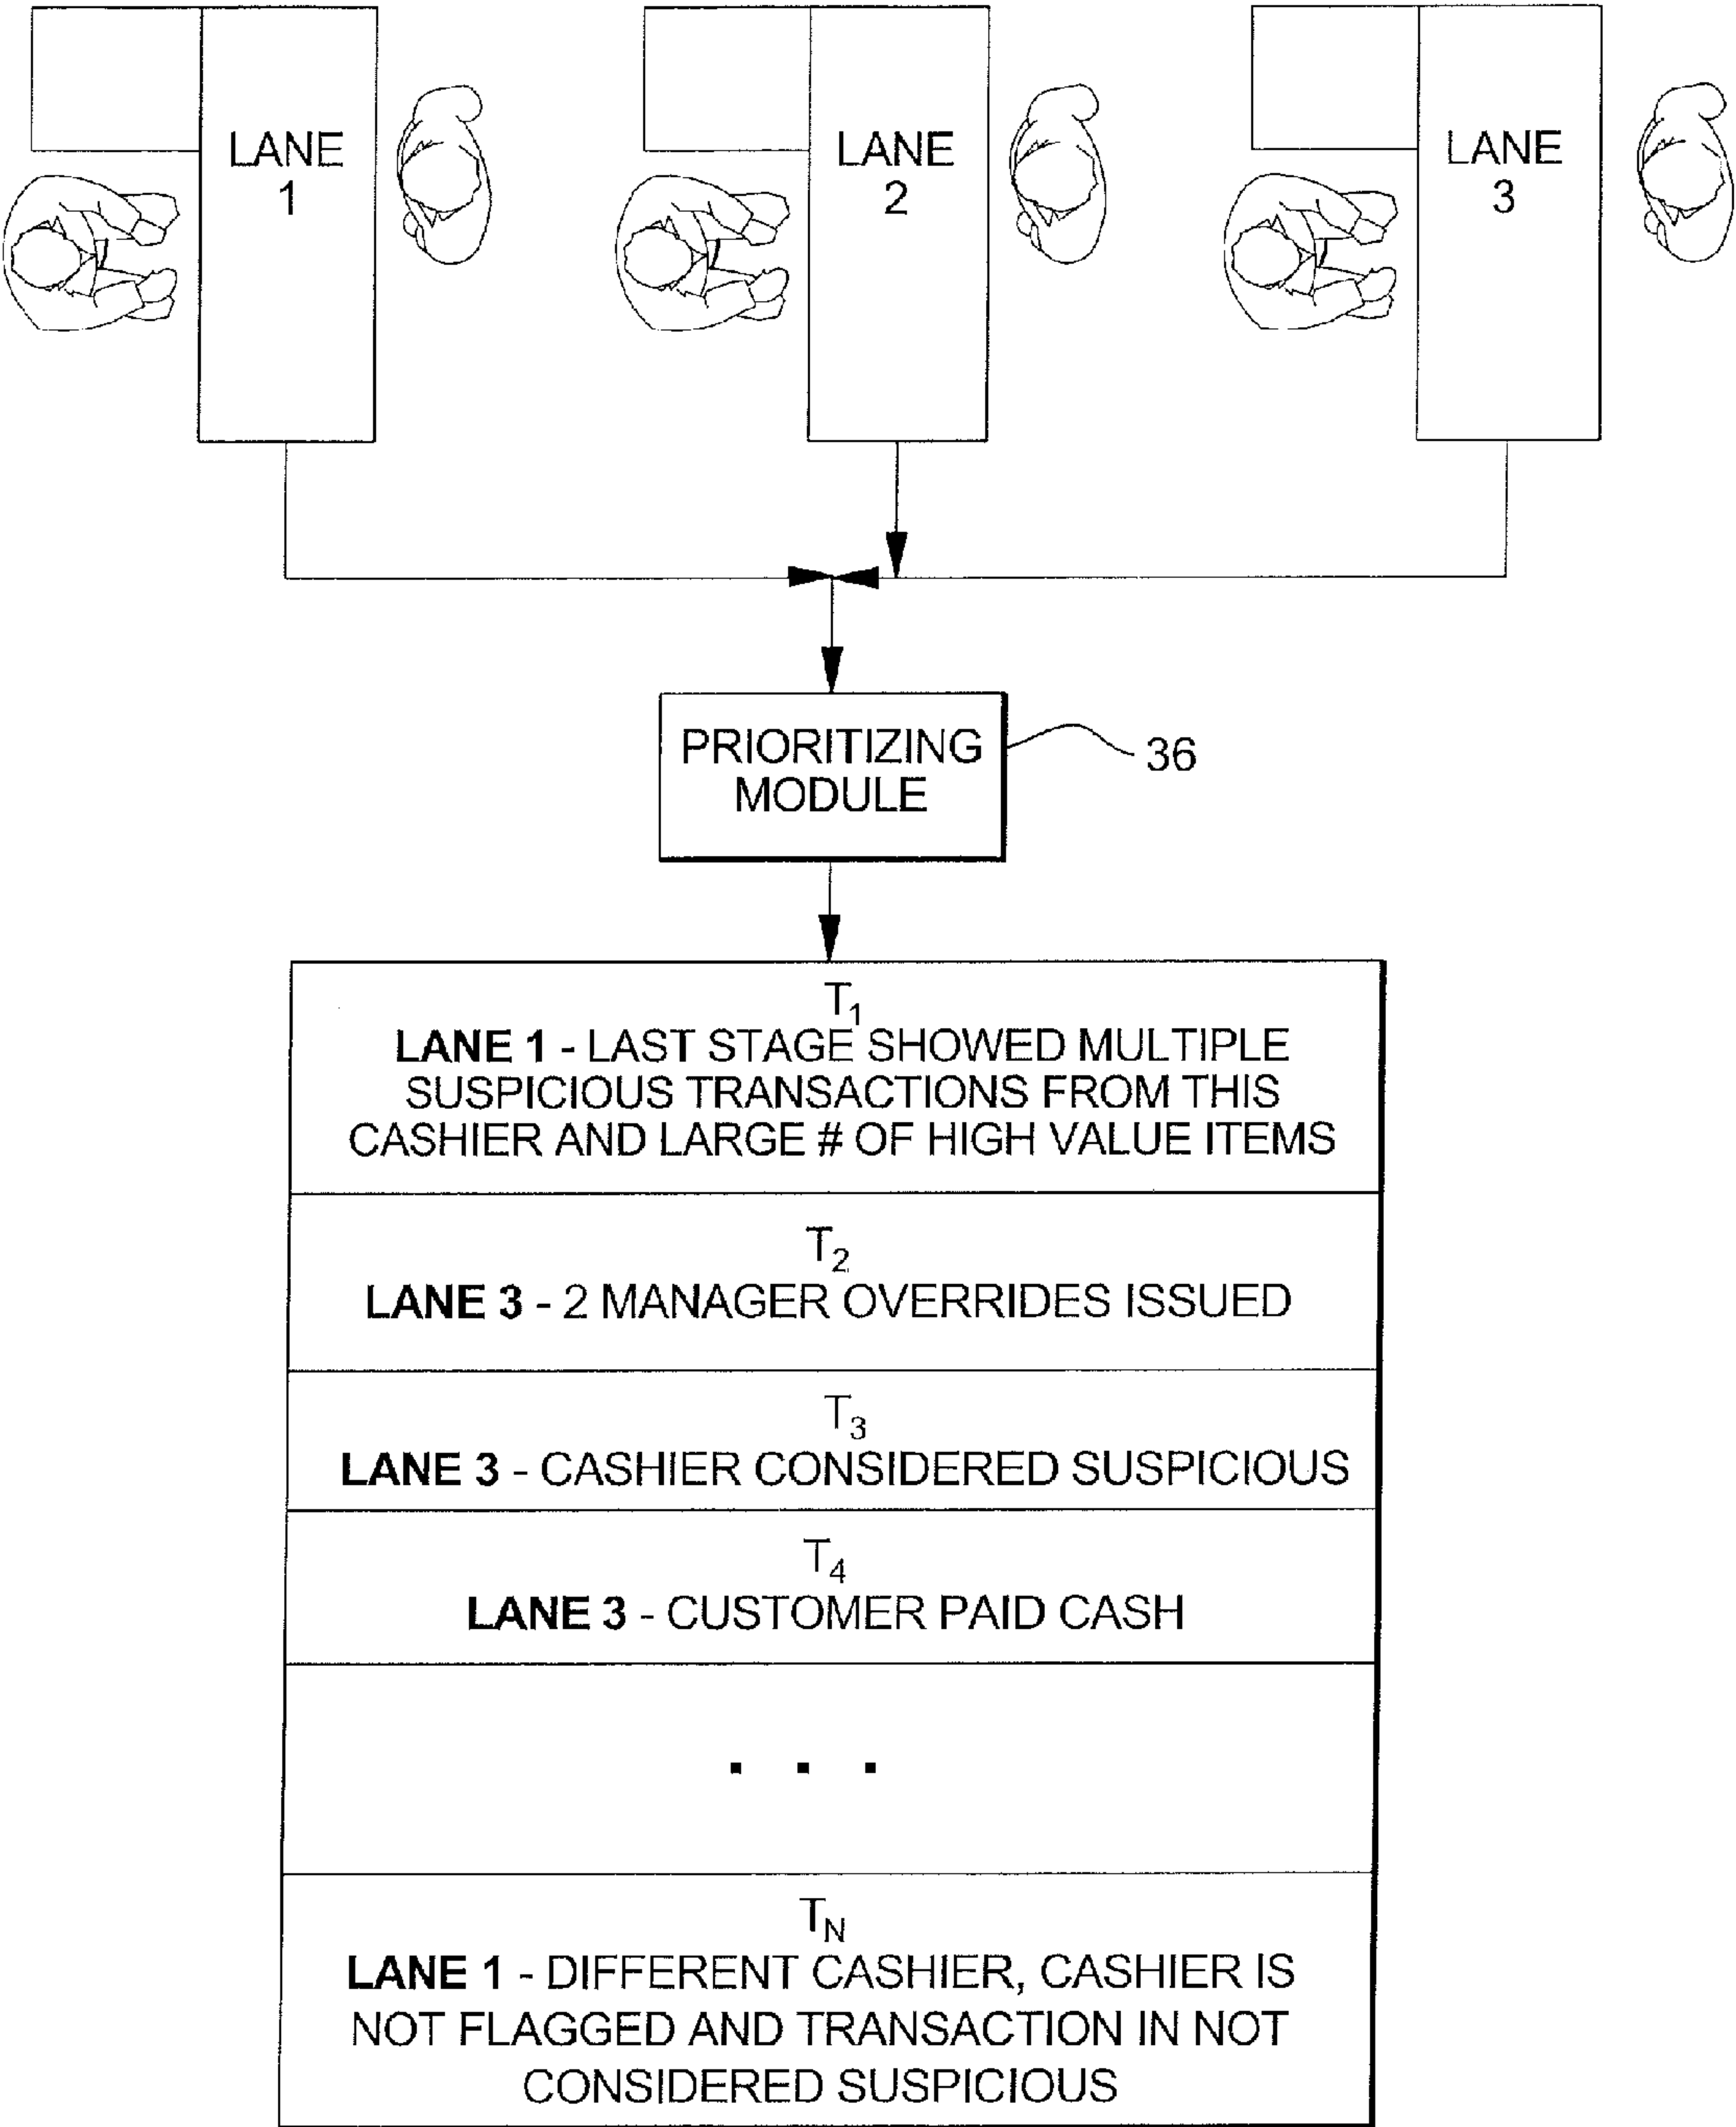 LANE
1
LANE
2
LANE
3
PRIORITIZING
MODULE
36
T1
LANE 1 - LAST STAGE SHOWED MULTIPLE
SUSPICIOUS TRANSACTIONS FROM THIS
CASHIER AND LARGE # OF HIGH VALUE ITEMS
T2
LANE 3 - 2 MANAGER OVERRIDES ISSUED
T3
LANE 3 - CASHIER CONSIDERED SUSPICIOUS
T4
LANE 3 - CUSTOMER PAID CASH
. . .
TN
LANE 1 - DIFFERENT CASHIER, CASHIER IS
NOT FLAGGED AND TRANSACTION IN NOT
CONSIDERED SUSPICIOUS